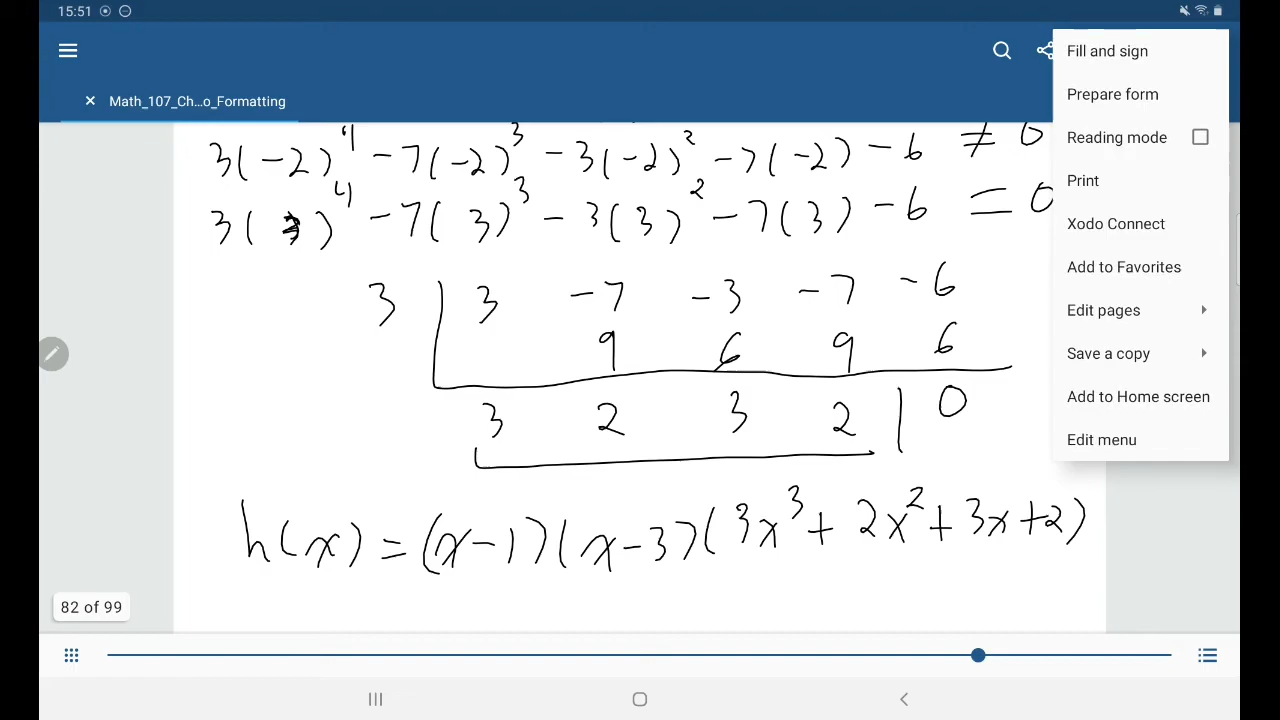 15:51
Math_107_Ch...o_Formatting
Fill and sign
Prepare form
Reading mode
Print
Xodo Connect
Add to Favorites
Edit pages
Save a copy
Add to Home screen
Edit menu
3(-2)⁴ -7(-2)³ -3(-2)² -7(-2) -6 ≠ 0
3(3)⁴ -7(3)³ -3(3)² -7(3) -6 = 0
3 | 3 -7 -3 -7 -6
9 6 9 6
3 2 3 2 | 0
h(x) = (x-1)(x-3)(3x³+2x²+3x+2)
82 of 99